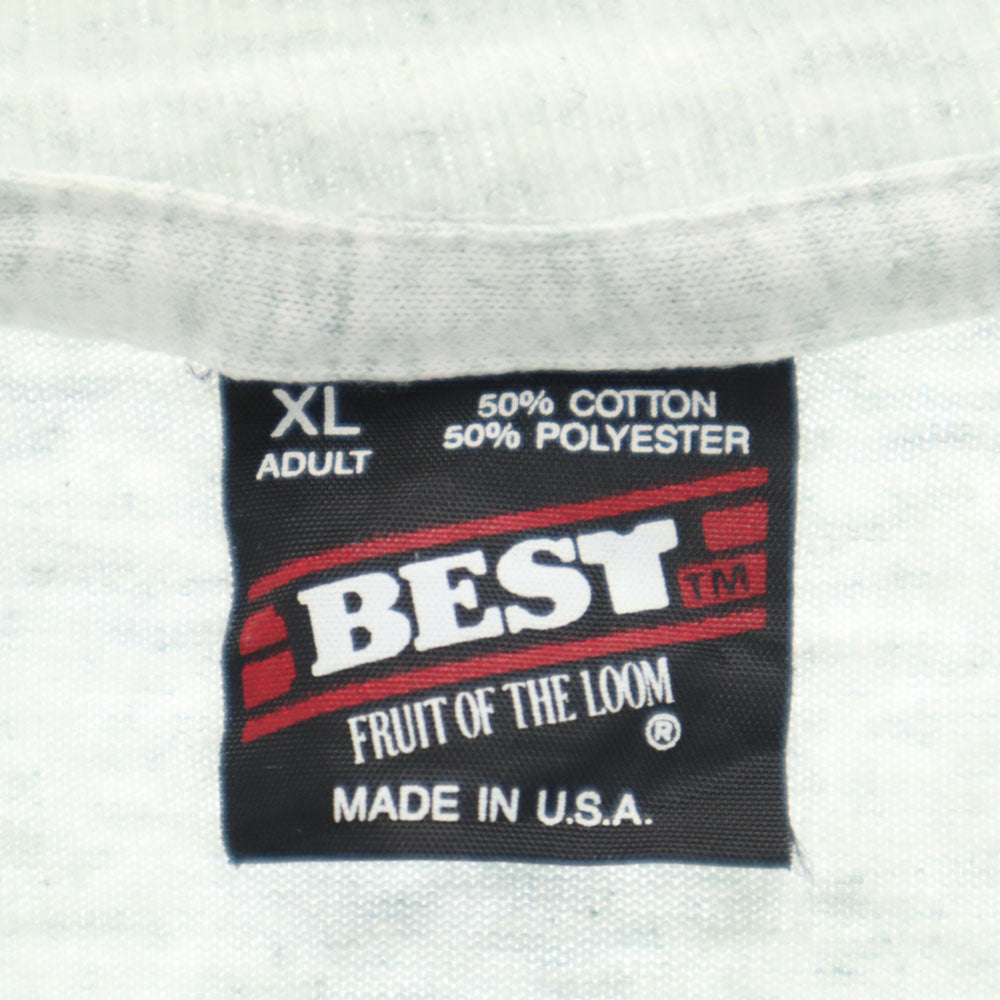 XL
ADULT
50% COTTON
50% POLYESTER
BEST TM
FRUIT OF THE LOOM
®
MADE IN U.S.A.